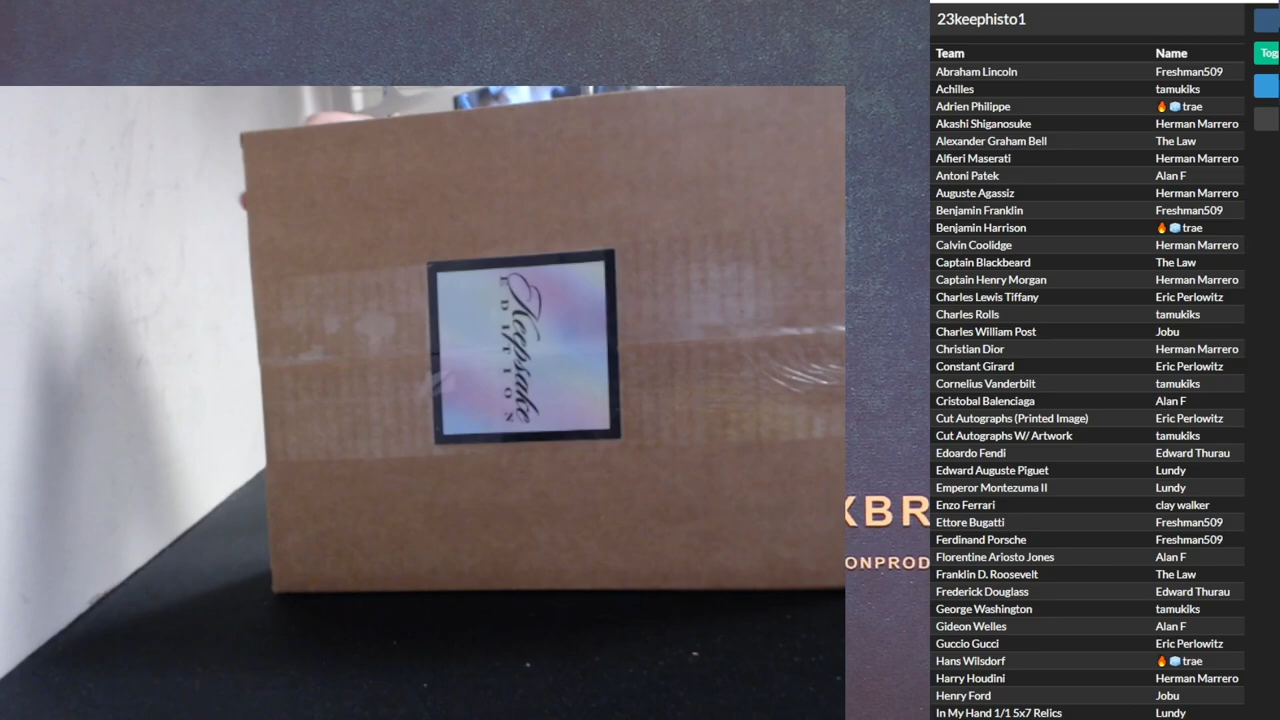 23keephisto1
Team Name
Abraham Lincoln Freshman509
Achilles tamukiks
Adrien Philippe 🔥🧊trae
Akashi Shiganosuke Herman Marrero
Alexander Graham Bell The Law
Alfieri Maserati Herman Marrero
Antoni Patek Alan F
Auguste Agassiz Herman Marrero
Benjamin Franklin Freshman509
Benjamin Harrison 🔥🧊trae
Calvin Coolidge Herman Marrero
Captain Blackbeard The Law
Captain Henry Morgan Herman Marrero
Charles Lewis Tiffany Eric Perlowitz
Charles Rolls tamukiks
Charles William Post Jobu
Christian Dior Herman Marrero
Constant Girard Eric Perlowitz
Cornelius Vanderbilt tamukiks
Cristobal Balenciaga Alan F
Cut Autographs (Printed Image) Eric Perlowitz
Cut Autographs W/ Artwork tamukiks
Edoardo Fendi Edward Thurau
Edward Auguste Piguet Lundy
Emperor Montezuma II Lundy
Enzo Ferrari clay walker
Ettore Bugatti Freshman509
Ferdinand Porsche Freshman509
Florentine Ariosto Jones Alan F
Franklin D. Roosevelt The Law
Frederick Douglass Edward Thurau
George Washington tamukiks
Gideon Welles Alan F
Guccio Gucci Eric Perlowitz
Hans Wilsdorf 🔥🧊trae
Harry Houdini Herman Marrero
Henry Ford Jobu
In My Hand 1/1 5x7 Relics Lundy
Tog
Keepsake
EDITION
XBR
ONPROD